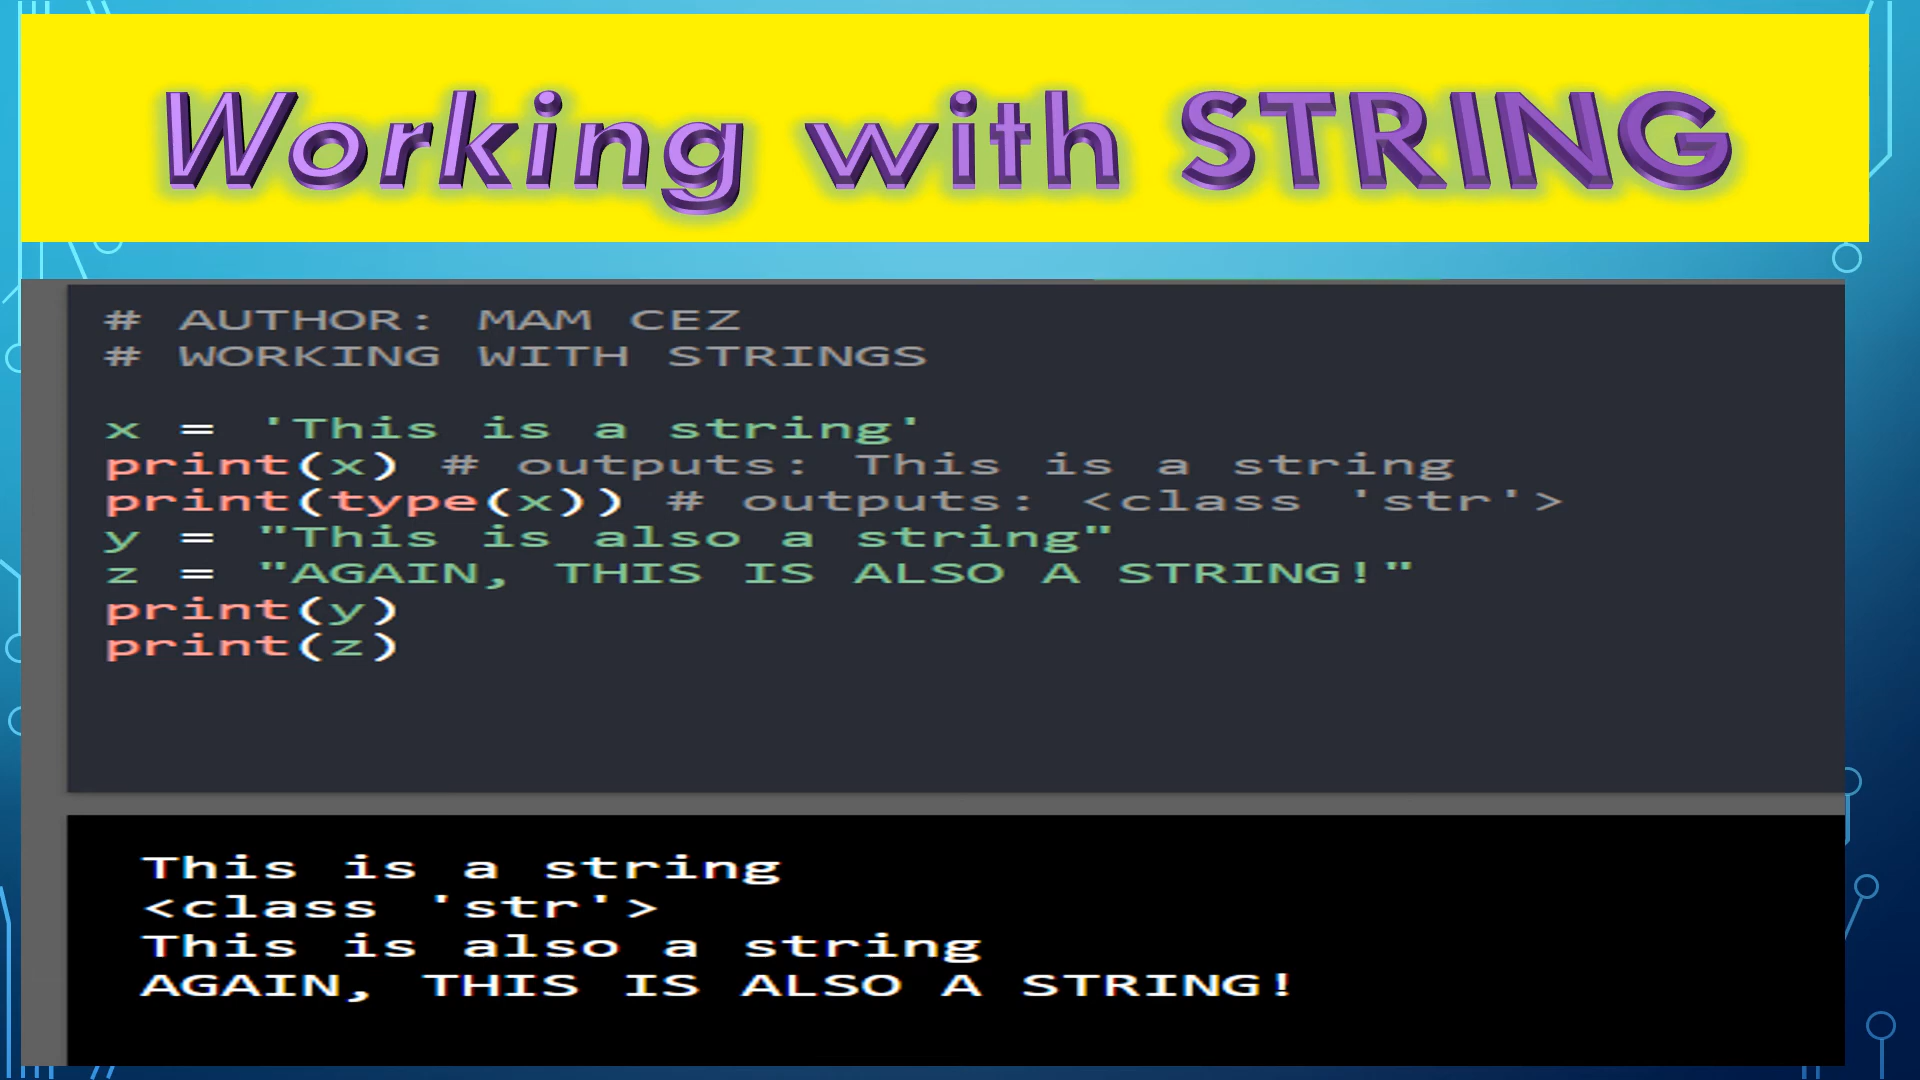 Working with STRING
# AUTHOR: MAM CEZ
# WORKING WITH STRINGS
x = 'This is a string'
print(x) # outputs: This is a string
print(type(x)) # outputs: <class 'str'>
y = "This is also a string"
z = "AGAIN, THIS IS ALSO A STRING!"
print(y)
print(z)
This is a string
<class 'str'>
This is also a string
AGAIN, THIS IS ALSO A STRING!